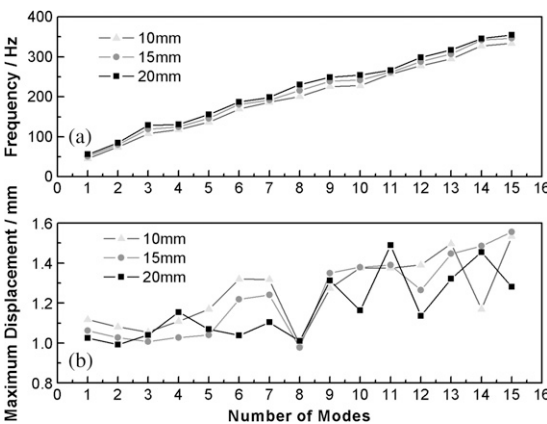 Frequency / Hz
400
300
200
100
0
10mm
15mm
20mm
(a)
0 1 2 3 4 5 6 7 8 9 10 11 12 13 14 15 16
Maximum Displacement / mm
1.6
1.4
1.2
1.0
0.8
10mm
15mm
20mm
(b)
0 1 2 3 4 5 6 7 8 9 10 11 12 13 14 15 16
Number of Modes